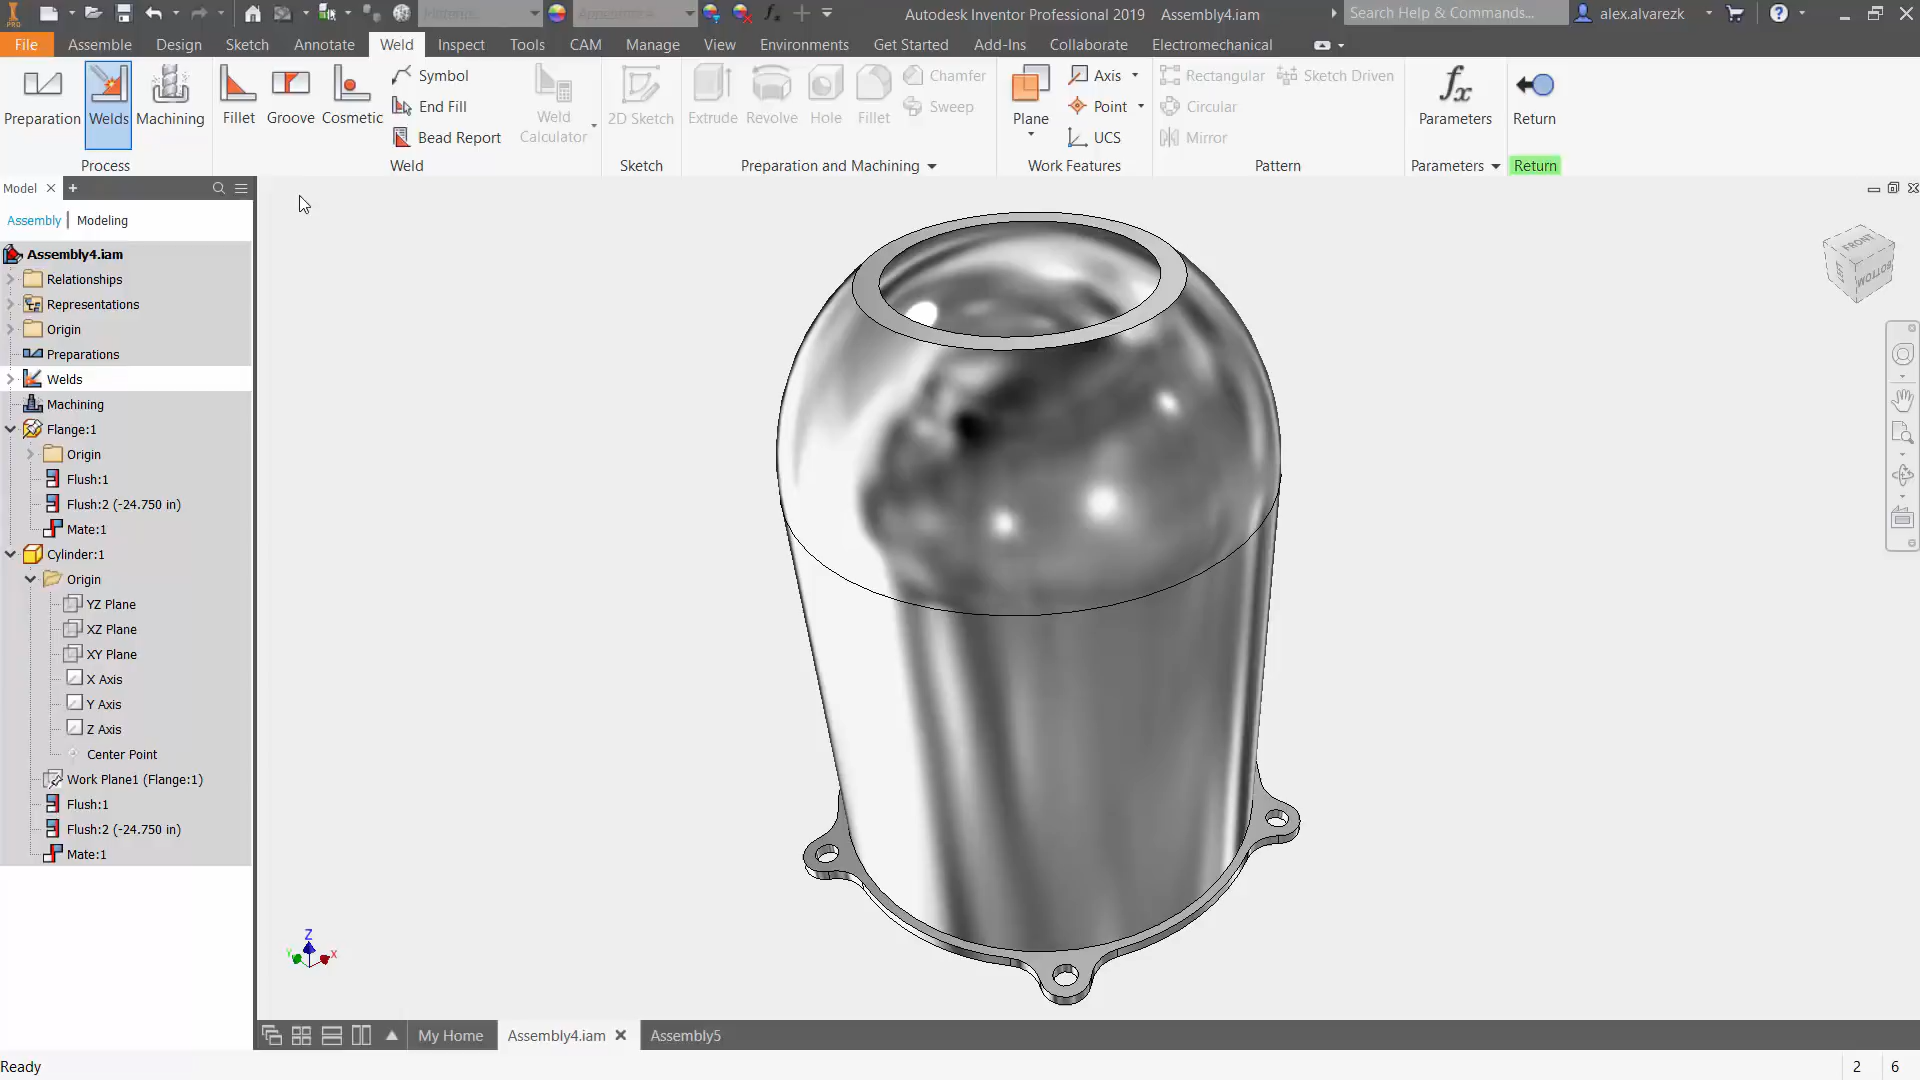 Autodesk Inventor Professional 2019 Assembly4.iam
Search Help & Commands...
alex.alvarezk
File Assemble Design Sketch Annotate Weld Inspect Tools CAM Manage View Environments Get Started Add-Ins Collaborate Electromechanical
Preparation Welds Machining
Process
Fillet Groove Cosmetic
Symbol
End Fill
Bead Report
Weld Calculator
Weld
2D Sketch
Sketch
Extrude Revolve Hole Fillet
Chamfer
Sweep
Preparation and Machining
Plane
Axis
Point
UCS
Work Features
Rectangular
Sketch Driven
Circular
Mirror
Pattern
Parameters
Parameters
Return
Return
Model
Assembly Modeling
Assembly4.iam
Relationships
Representations
Origin
Preparations
Welds
Machining
Flange:1
Origin
Flush:1
Flush:2 (-24.750 in)
Mate:1
Cylinder:1
Origin
YZ Plane
XZ Plane
XY Plane
X Axis
Y Axis
Z Axis
Center Point
Work Plane1 (Flange:1)
Flush:1
Flush:2 (-24.750 in)
Mate:1
FRONT
BOTTOM
Z
Y
X
My Home
Assembly4.iam
Assembly5
Ready
2 6